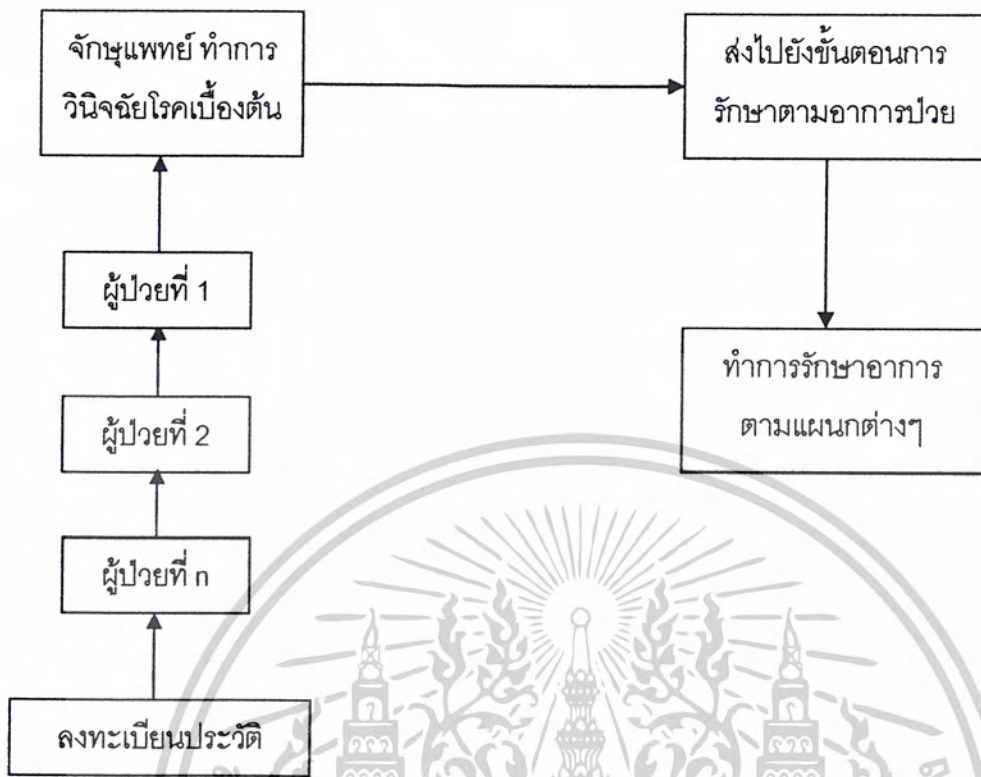 จักษุแพทย์ ทำการ
วินิจฉัยโรคเบื้องต้น
ส่งไปยังขั้นตอนการ
รักษาตามอาการป่วย
ผู้ป่วยที่ 1
ทำการรักษาอาการ
ตามแผนกต่างๆ
ผู้ป่วยที่ 2
ผู้ป่วยที่ n
ลงทะเบียนประวัติ